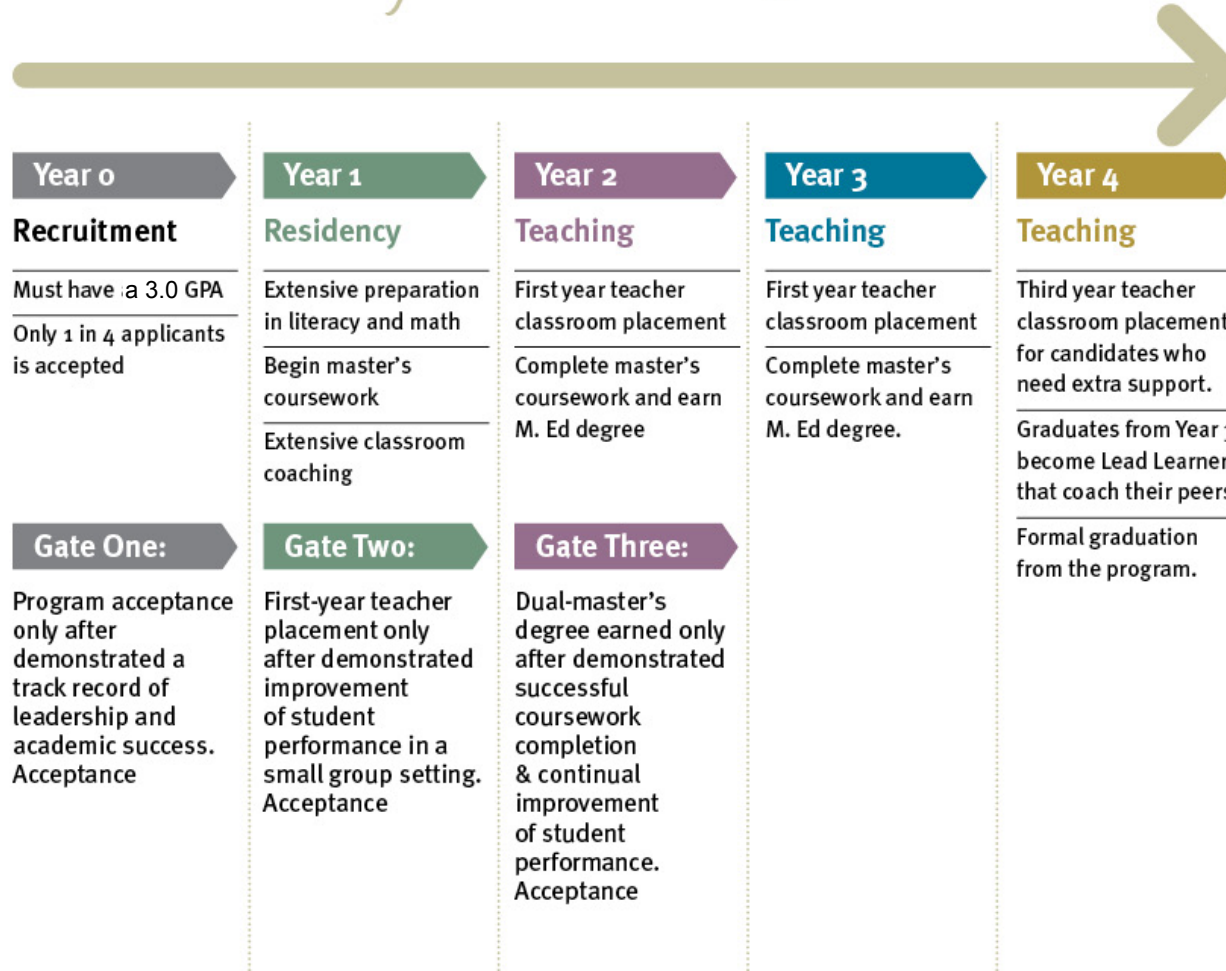 Year 0
Recruitment
Must have a 3.0 GPA
Only 1 in 4 applicants
is accepted
Gate One:
Program acceptance
only after
demonstrated a
track record of
leadership and
academic success.
Acceptance
Year 1
Residency
Extensive preparation
in literacy and math
Begin master's
coursework
Extensive classroom
coaching
Gate Two:
First-year teacher
placement only
after demonstrated
improvement
of student
performance in a
small group setting.
Acceptance
Year 2
Teaching
First year teacher
classroom placement
Complete master's
coursework and earn
M. Ed degree
Gate Three:
Dual-master's
degree earned only
after demonstrated
successful
coursework
completion
& continual
improvement
of student
performance.
Acceptance
Year 3
Teaching
First year teacher
classroom placement
Complete master's
coursework and earn
M. Ed degree.
Year 4
Teaching
Third year teacher
classroom placement
for candidates who
need extra support.
Graduates from Year
become Lead Learner
that coach their peers
Formal graduation
from the program.